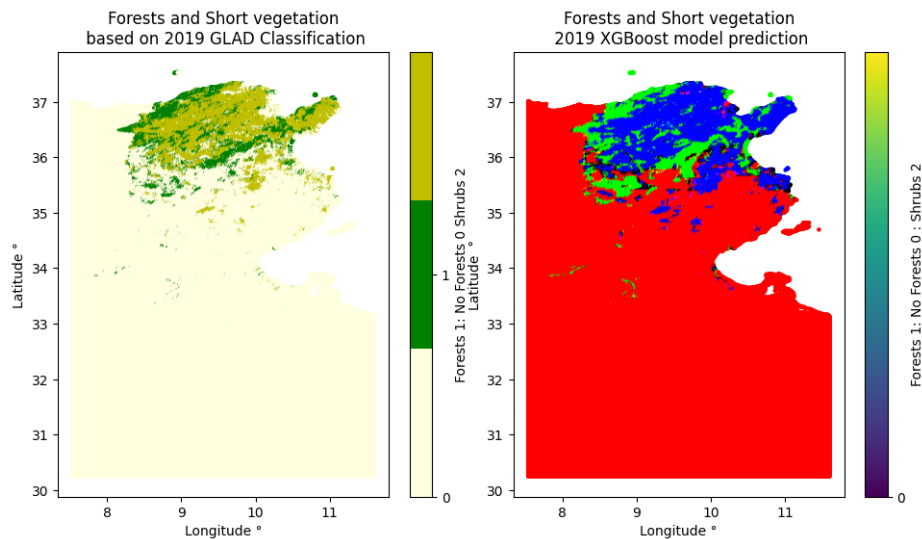 Forests and Short vegetation
based on 2019 GLAD Classification
37
36
35
34
33
32
31
30
8
9
10
11
Latitude °
Longitude °
1
0
Forests 1: No Forests 0 Shrubs 2
Forests and Short vegetation
2019 XGBoost model prediction
37
36
35
34
33
32
31
30
8
9
10
11
Latitude °
Longitude °
0
Forests 1: No Forests 0 : Shrubs 2